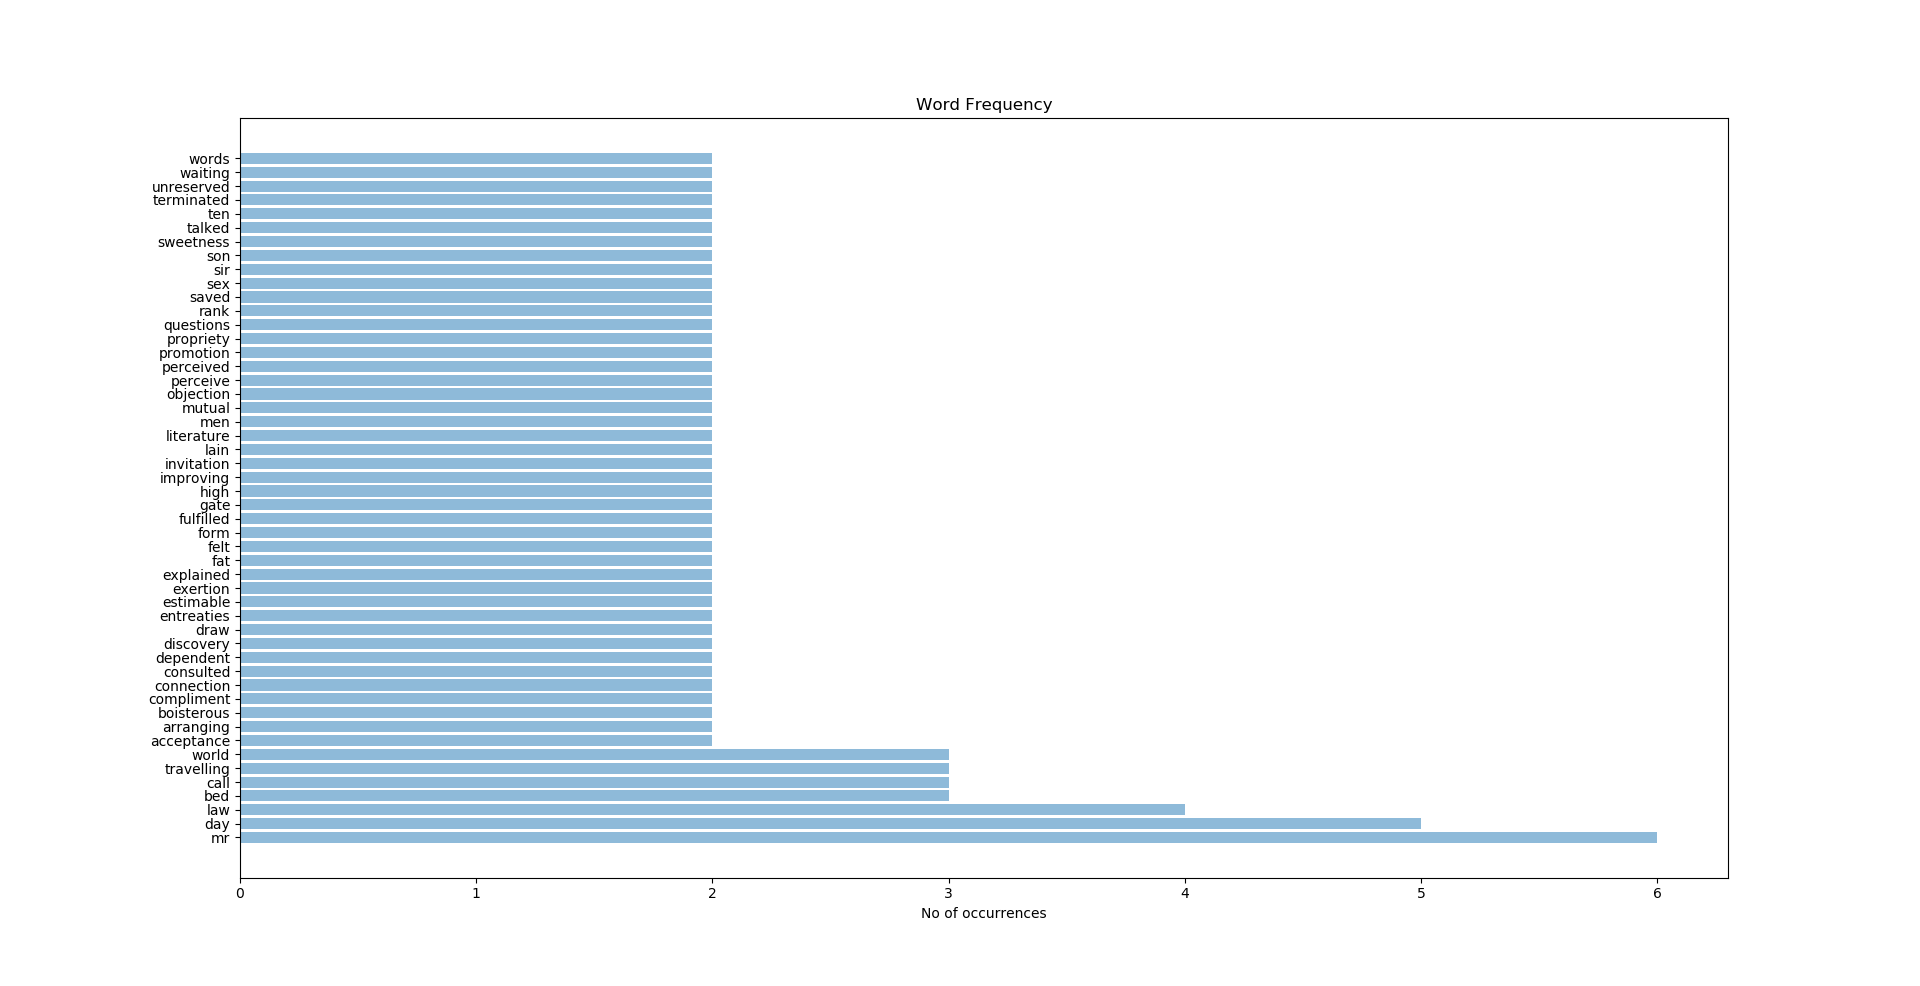 Word Frequency
words
waiting
unreserved
terminated
ten
talked
sweetness
son
sir
sex
saved
rank
questions
propriety
promotion
perceived
perceive
objection
mutual
men
literature
lain
invitation
improving
high
gate
fulfilled
form
felt
fat
explained
exertion
estimable
entreaties
draw
discovery
dependent
consulted
connection
compliment
boisterous
arranging
acceptance
world
travelling
call
bed
law
day
mr
0 1 2 3 4 5 6
No of occurrences